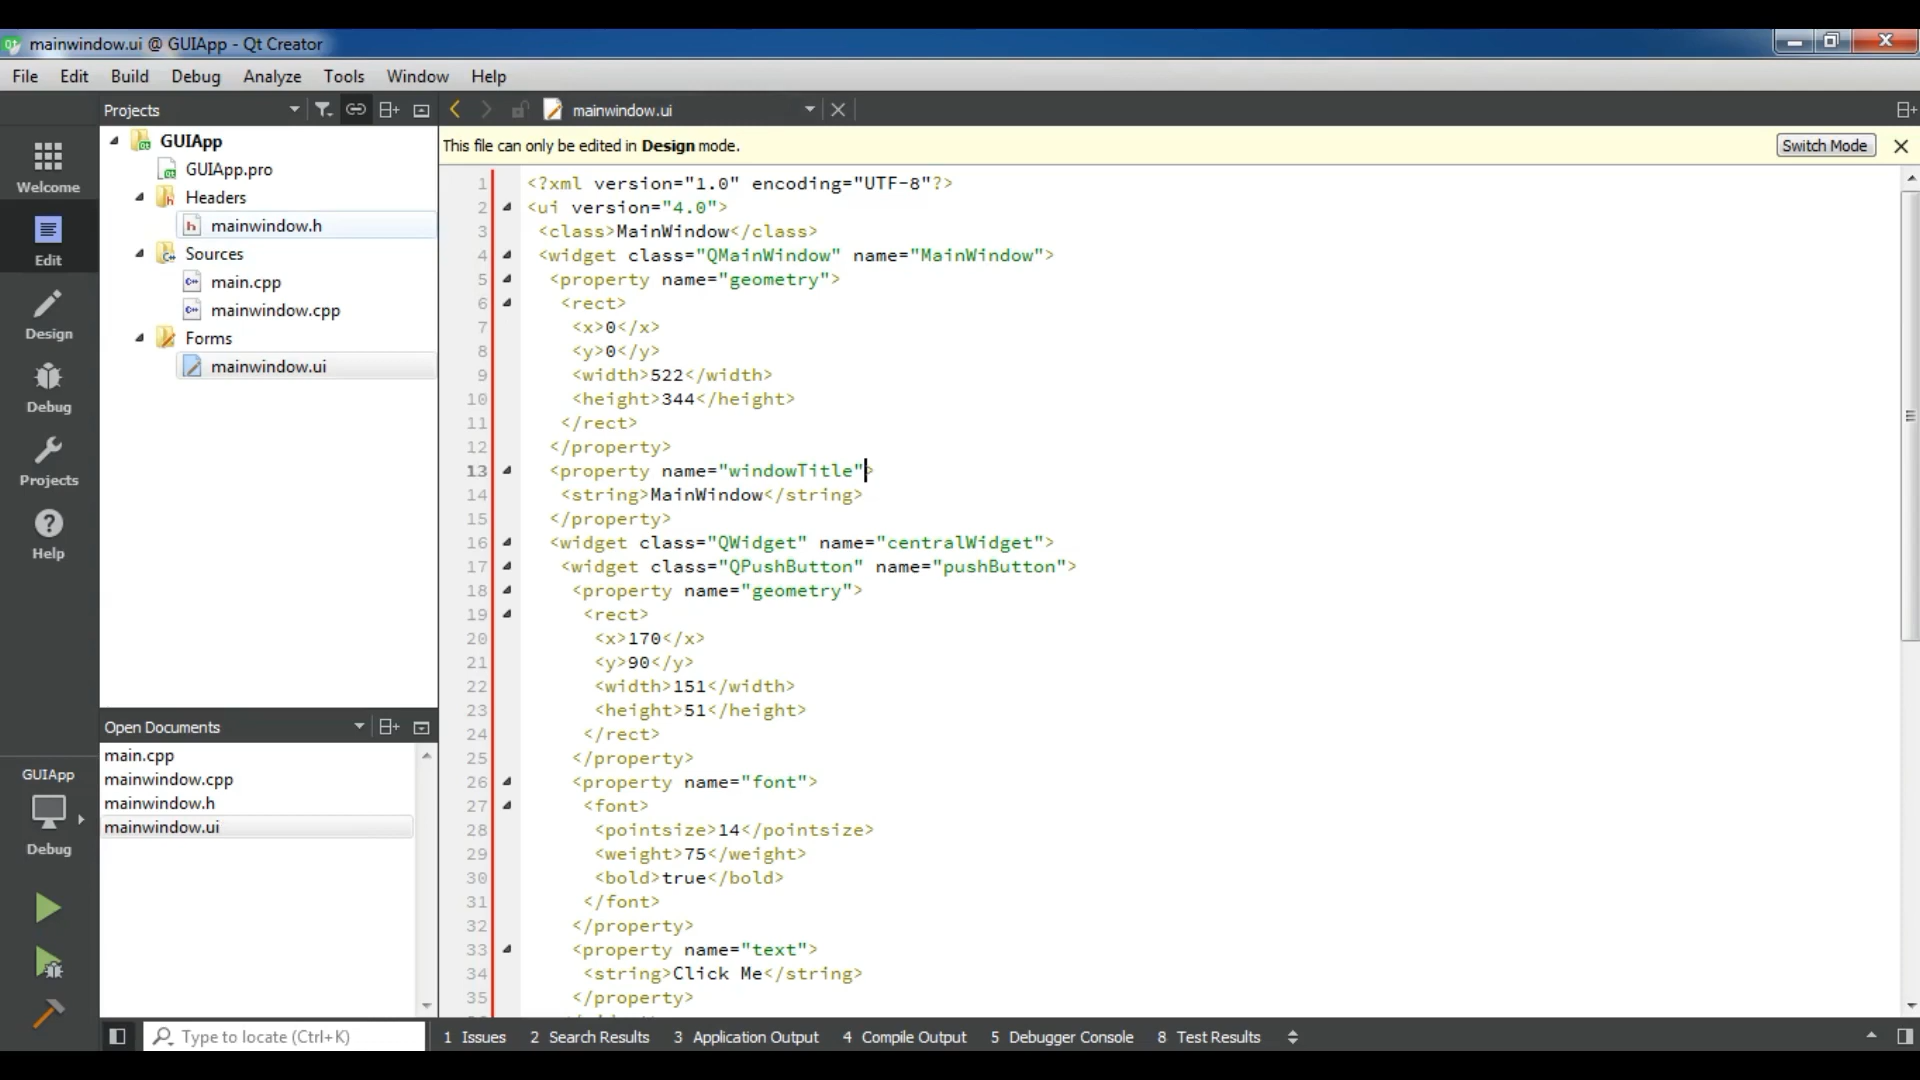 mainwindow.ui @ GUIApp - Qt Creator
File Edit Build Debug Analyze Tools Window Help
Projects
mainwindow.ui
This file can only be edited in Design mode.
Switch Mode
Welcome
Edit
Design
Debug
Projects
Help
GUIApp
Debug
GUIApp
GUIApp.pro
Headers
mainwindow.h
Sources
main.cpp
mainwindow.cpp
Forms
mainwindow.ui
Open Documents
main.cpp
mainwindow.cpp
mainwindow.h
mainwindow.ui
1 <?xml version="1.0" encoding="UTF-8"?>
2 <ui version="4.0">
3 <class>MainWindow</class>
4 <widget class="QMainWindow" name="MainWindow">
5 <property name="geometry">
6 <rect>
7 <x>0</x>
8 <y>0</y>
9 <width>522</width>
10 <height>344</height>
11 </rect>
12 </property>
13 <property name="windowTitle">
14 <string>MainWindow</string>
15 </property>
16 <widget class="QWidget" name="centralWidget">
17 <widget class="QPushButton" name="pushButton">
18 <property name="geometry">
19 <rect>
20 <x>170</x>
21 <y>90</y>
22 <width>151</width>
23 <height>51</height>
24 </rect>
25 </property>
26 <property name="font">
27 <font>
28 <pointsize>14</pointsize>
29 <weight>75</weight>
30 <bold>true</bold>
31 </font>
32 </property>
33 <property name="text">
34 <string>Click Me</string>
35 </property>
Type to locate (Ctrl+K)
1 Issues 2 Search Results 3 Application Output 4 Compile Output 5 Debugger Console 8 Test Results